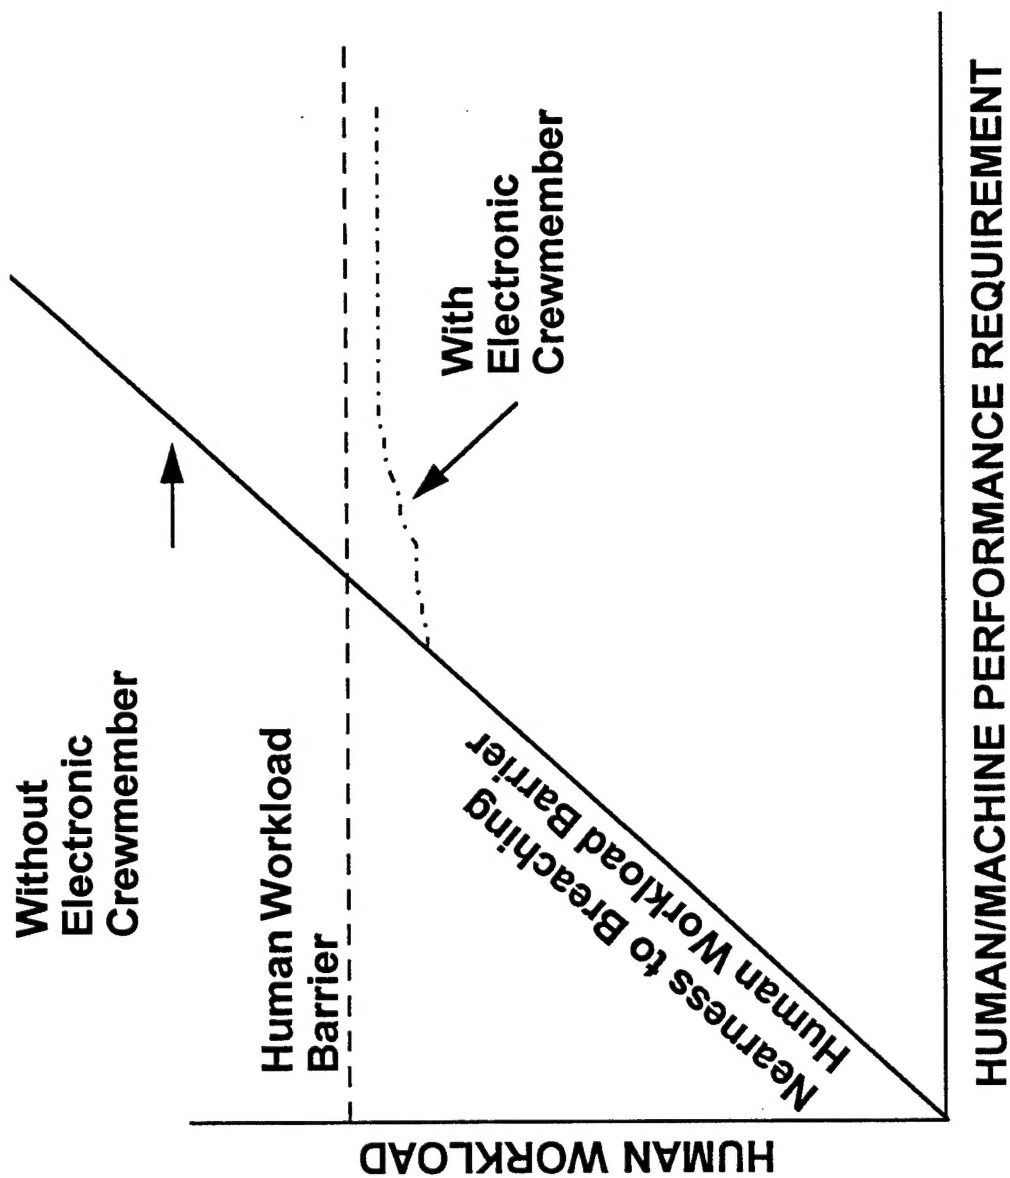 Without
Electronic
Crewmember
Human Workload
Barrier
With
Electronic
Crewmember
Nearness to Breaching
Human Workload Barrier
HUMAN WORKLOAD
HUMAN/MACHINE PERFORMANCE REQUIREMENT